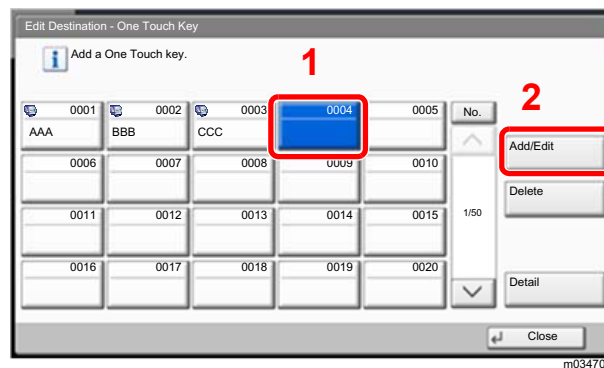 Edit Destination - One Touch Key
Add a One Touch key.
1
2
0001 0002 0003 0004 0005 No.
AAA BBB CCC
Add/Edit
0006 0007 0008 0009 0010
Delete
0011 0012 0013 0014 0015 1/50
0016 0017 0018 0019 0020
Detail
Close
m03470